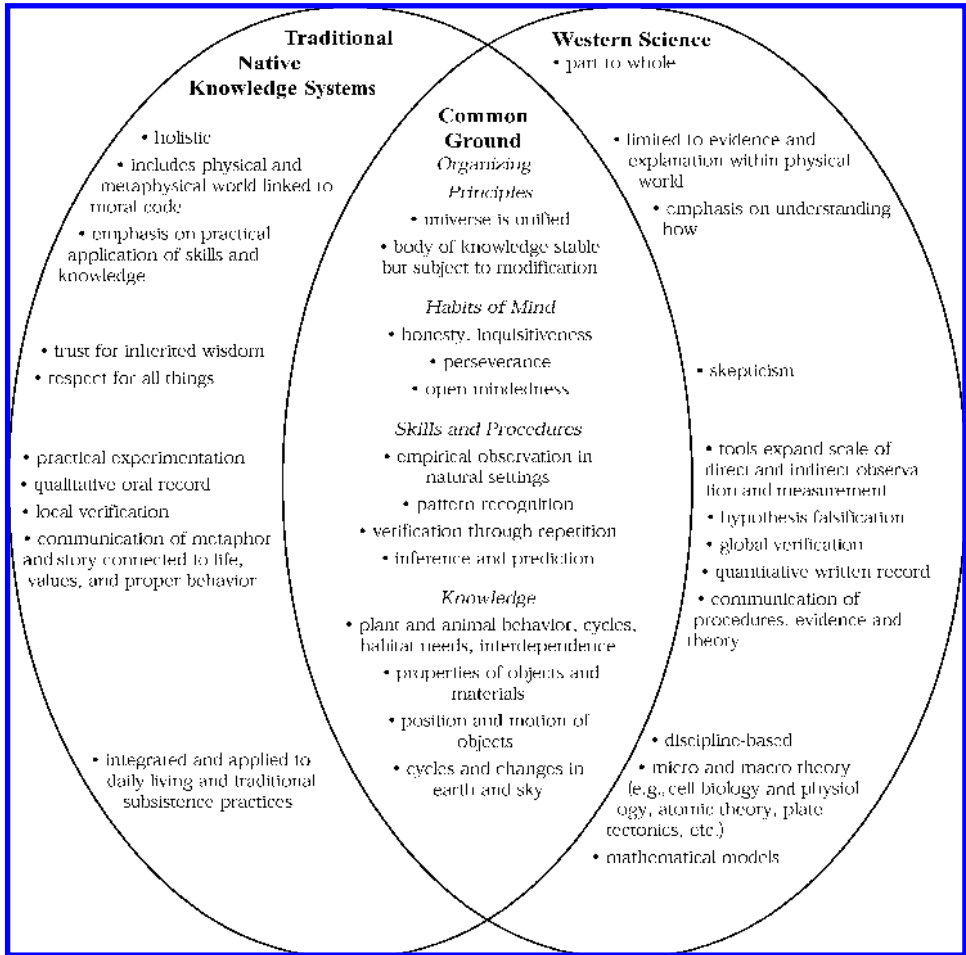 Traditional
Native
Knowledge Systems
• holistic
• includes physical and
metaphysical world linked to
moral code
• emphasis on practical
application of skills and
knowledge
• trust for inherited wisdom
• respect for all things
• practical experimentation
• qualitative oral record
• local verification
• communication of metaphor
and story connected to life,
values, and proper behavior
• integrated and applied to
daily living and traditional
subsistence practices
Common
Ground
Organizing
Principles
• universe is unified
• body of knowledge stable
but subject to modification
Habits of Mind
• honesty, inquisitiveness
• perseverance
• open mindedness
Skills and Procedures
• empirical observation in
natural settings
• pattern recognition
• verification through repetition
• inference and prediction
Knowledge
• plant and animal behavior, cycles,
habitat needs, interdependence
• properties of objects and
materials
• position and motion of
objects
• cycles and changes in
earth and sky
Western Science
• part to whole
• limited to evidence and
explanation within physical
world
• emphasis on understanding
how
• skepticism
• tools expand scale of
direct and indirect observa
tion and measurement
• hypothesis falsification
• global verification
• quantitative written record
• communication of
procedures, evidence and
theory
• discipline-based
• micro and macro theory
(e.g., cell biology and physiol
ogy, atomic theory, plate
tectonics, etc.)
• mathematical models